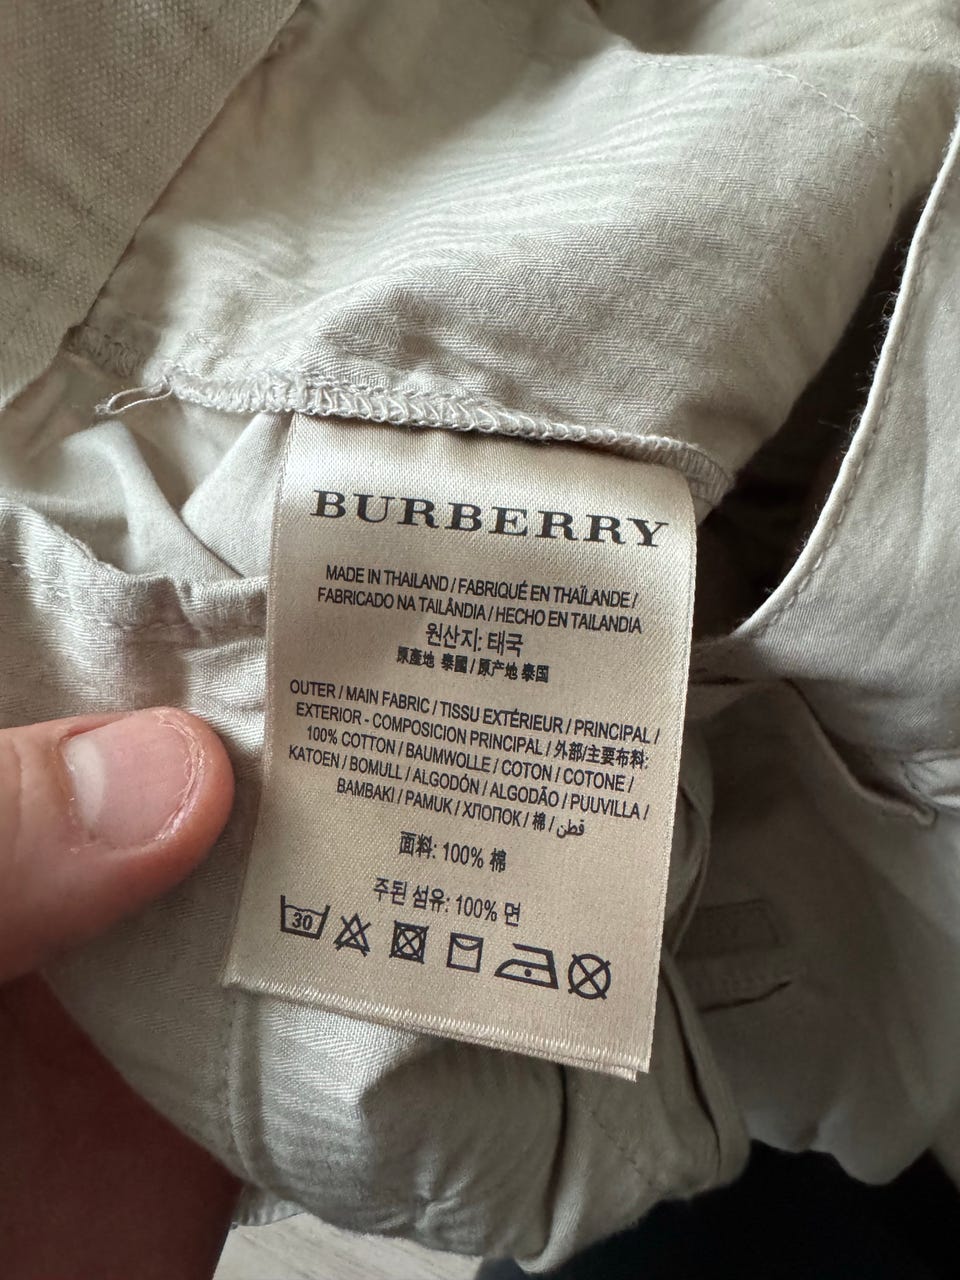 BURBERRY
MADE IN THAILAND / FABRIQUÉ EN THAÏLANDE /
FABRICADO NA TAILÂNDIA / HECHO EN TAILANDIA
원산지: 태국
原產地 泰國 / 原产地 泰国
OUTER / MAIN FABRIC / TISSU EXTÉRIEUR / PRINCIPAL /
EXTERIOR - COMPOSICION PRINCIPAL / 外部/主要布料:
100% COTTON / BAUMWOLLE / COTON / COTONE /
KATOEN / BOMULL / ALGODÓN / ALGODÃO / PUUVILLA /
BAMBAKI / PAMUK / ХЛОПОК / 棉 / قطن
面料: 100% 棉
주된 섬유: 100% 면
30